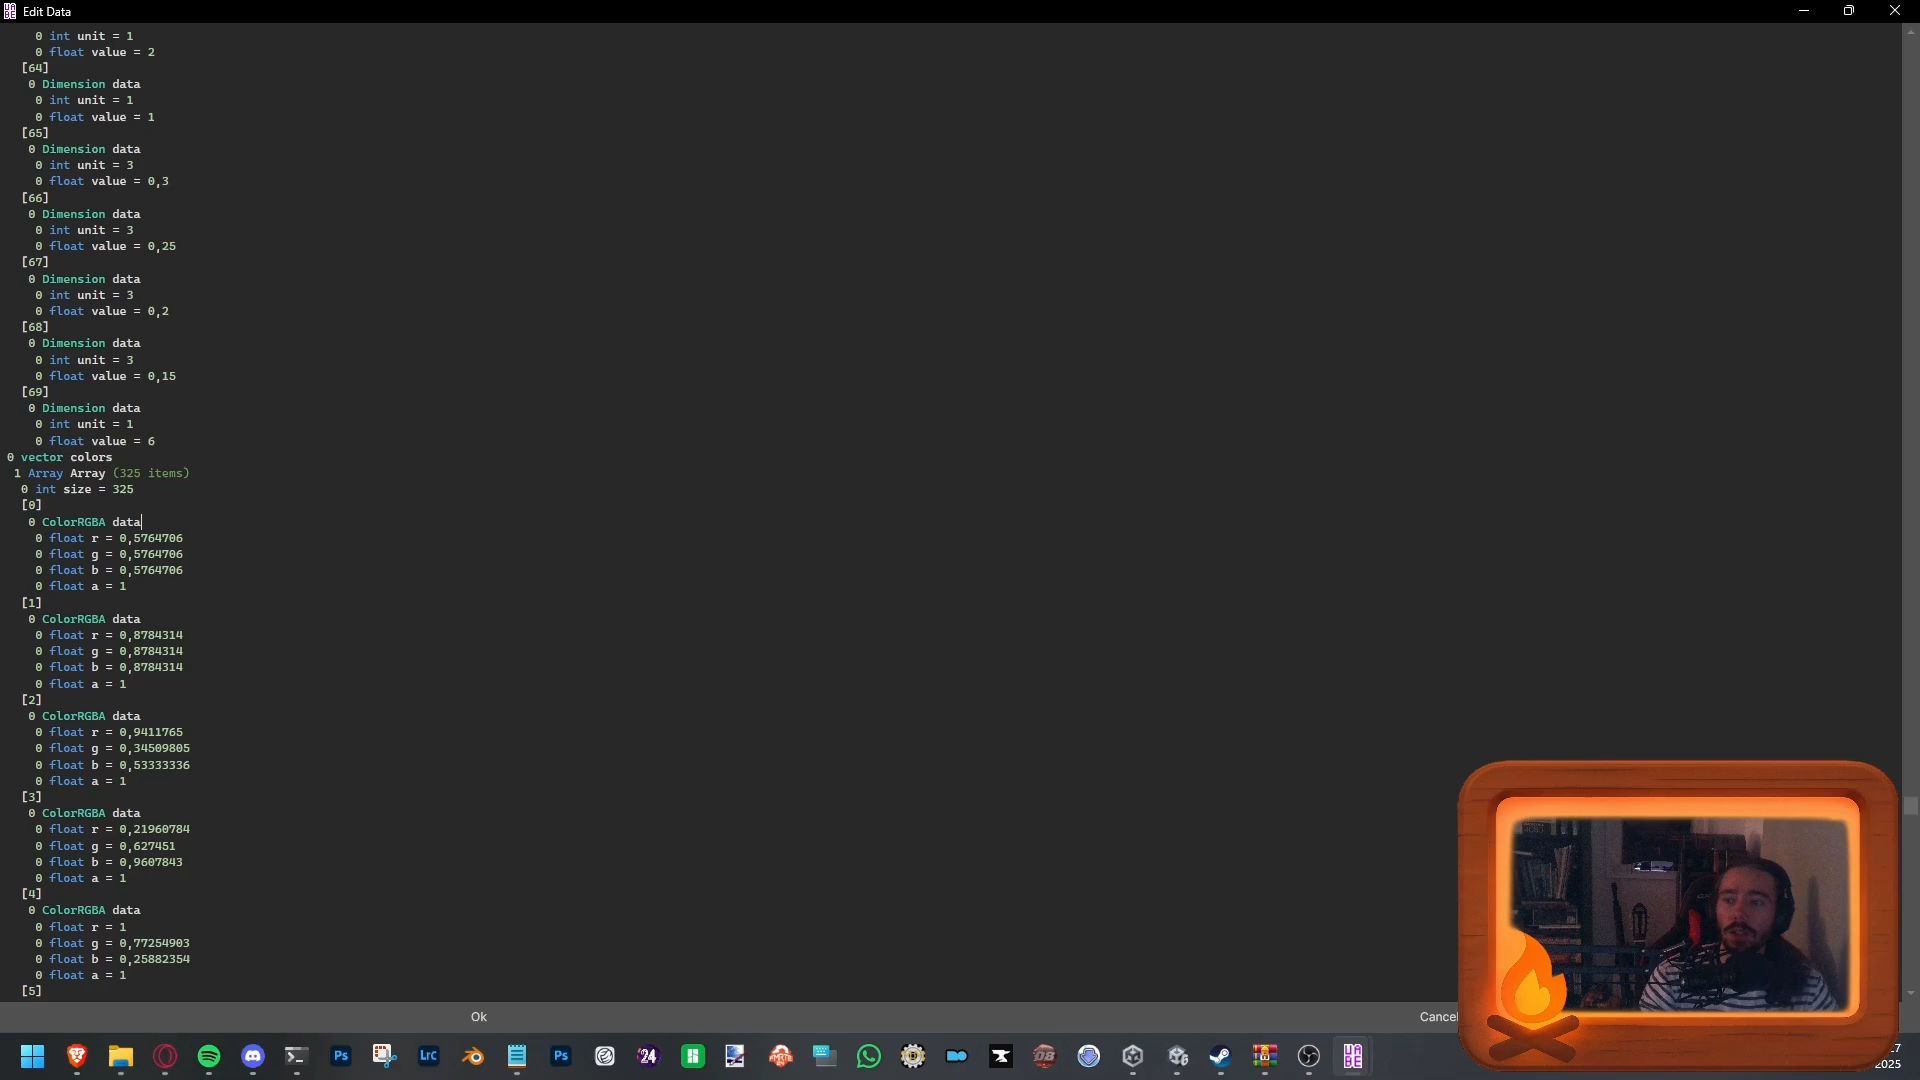 Edit Data
0 int unit = 1
0 float value = 2
[64]
0 Dimension data
0 int unit = 1
0 float value = 1
[65]
0 Dimension data
0 int unit = 3
0 float value = 0,3
[66]
0 Dimension data
0 int unit = 3
0 float value = 0,25
[67]
0 Dimension data
0 int unit = 3
0 float value = 0,2
[68]
0 Dimension data
0 int unit = 3
0 float value = 0,15
[69]
0 Dimension data
0 int unit = 1
0 float value = 6
0 vector colors
1 Array Array (325 items)
0 int size = 325
[0]
0 ColorRGBA data
0 float r = 0,5764706
0 float g = 0,5764706
0 float b = 0,5764706
0 float a = 1
[1]
0 ColorRGBA data
0 float r = 0,8784314
0 float g = 0,8784314
0 float b = 0,8784314
0 float a = 1
[2]
0 ColorRGBA data
0 float r = 0,9411765
0 float g = 0,34509805
0 float b = 0,53333336
0 float a = 1
[3]
0 ColorRGBA data
0 float r = 0,21960784
0 float g = 0,627451
0 float b = 0,9607843
0 float a = 1
[4]
0 ColorRGBA data
0 float r = 1
0 float g = 0,77254903
0 float b = 0,25882354
0 float a = 1
[5]
Ok
Cancel
Ps
LrC
Ps
24
UA
BE
2025